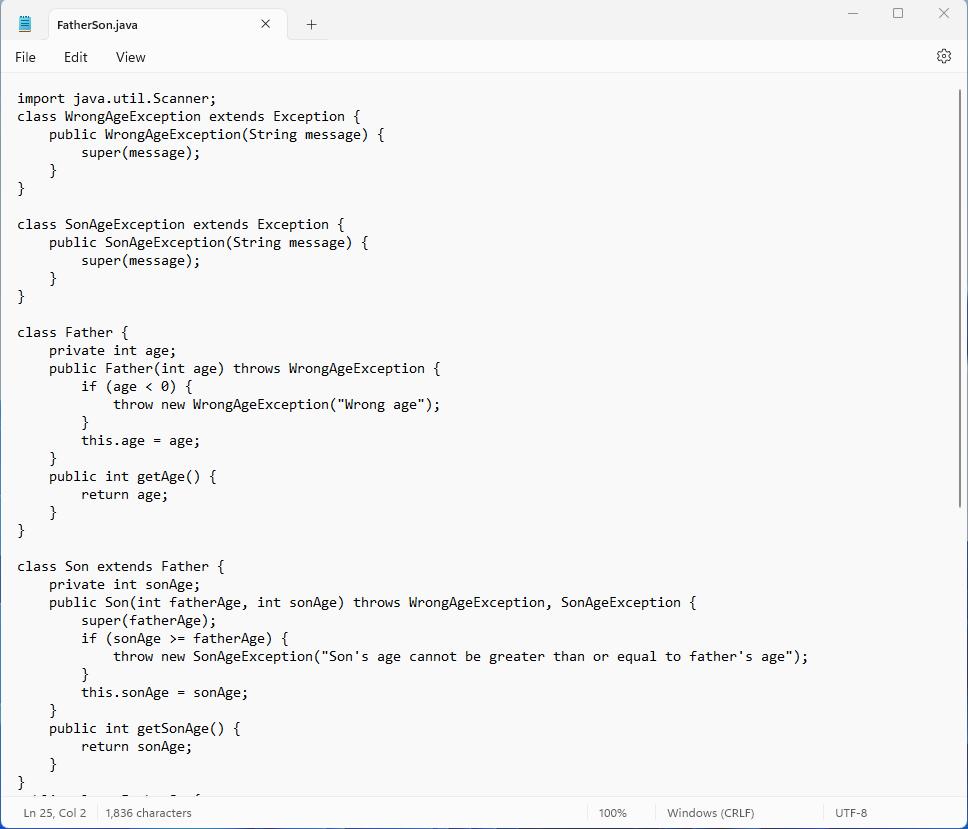 FatherSon.java
File Edit View
import java.util.Scanner;
class WrongAgeException extends Exception {
    public WrongAgeException(String message) {
        super(message);
    }
}

class SonAgeException extends Exception {
    public SonAgeException(String message) {
        super(message);
    }
}

class Father {
    private int age;
    public Father(int age) throws WrongAgeException {
        if (age < 0) {
            throw new WrongAgeException("Wrong age");
        }
        this.age = age;
    }
    public int getAge() {
        return age;
    }
}

class Son extends Father {
    private int sonAge;
    public Son(int fatherAge, int sonAge) throws WrongAgeException, SonAgeException {
        super(fatherAge);
        if (sonAge >= fatherAge) {
            throw new SonAgeException("Son's age cannot be greater than or equal to father's age");
        }
        this.sonAge = sonAge;
    }
    public int getSonAge() {
        return sonAge;
    }
}
Ln 25, Col 2 1,836 characters 100% Windows (CRLF) UTF-8